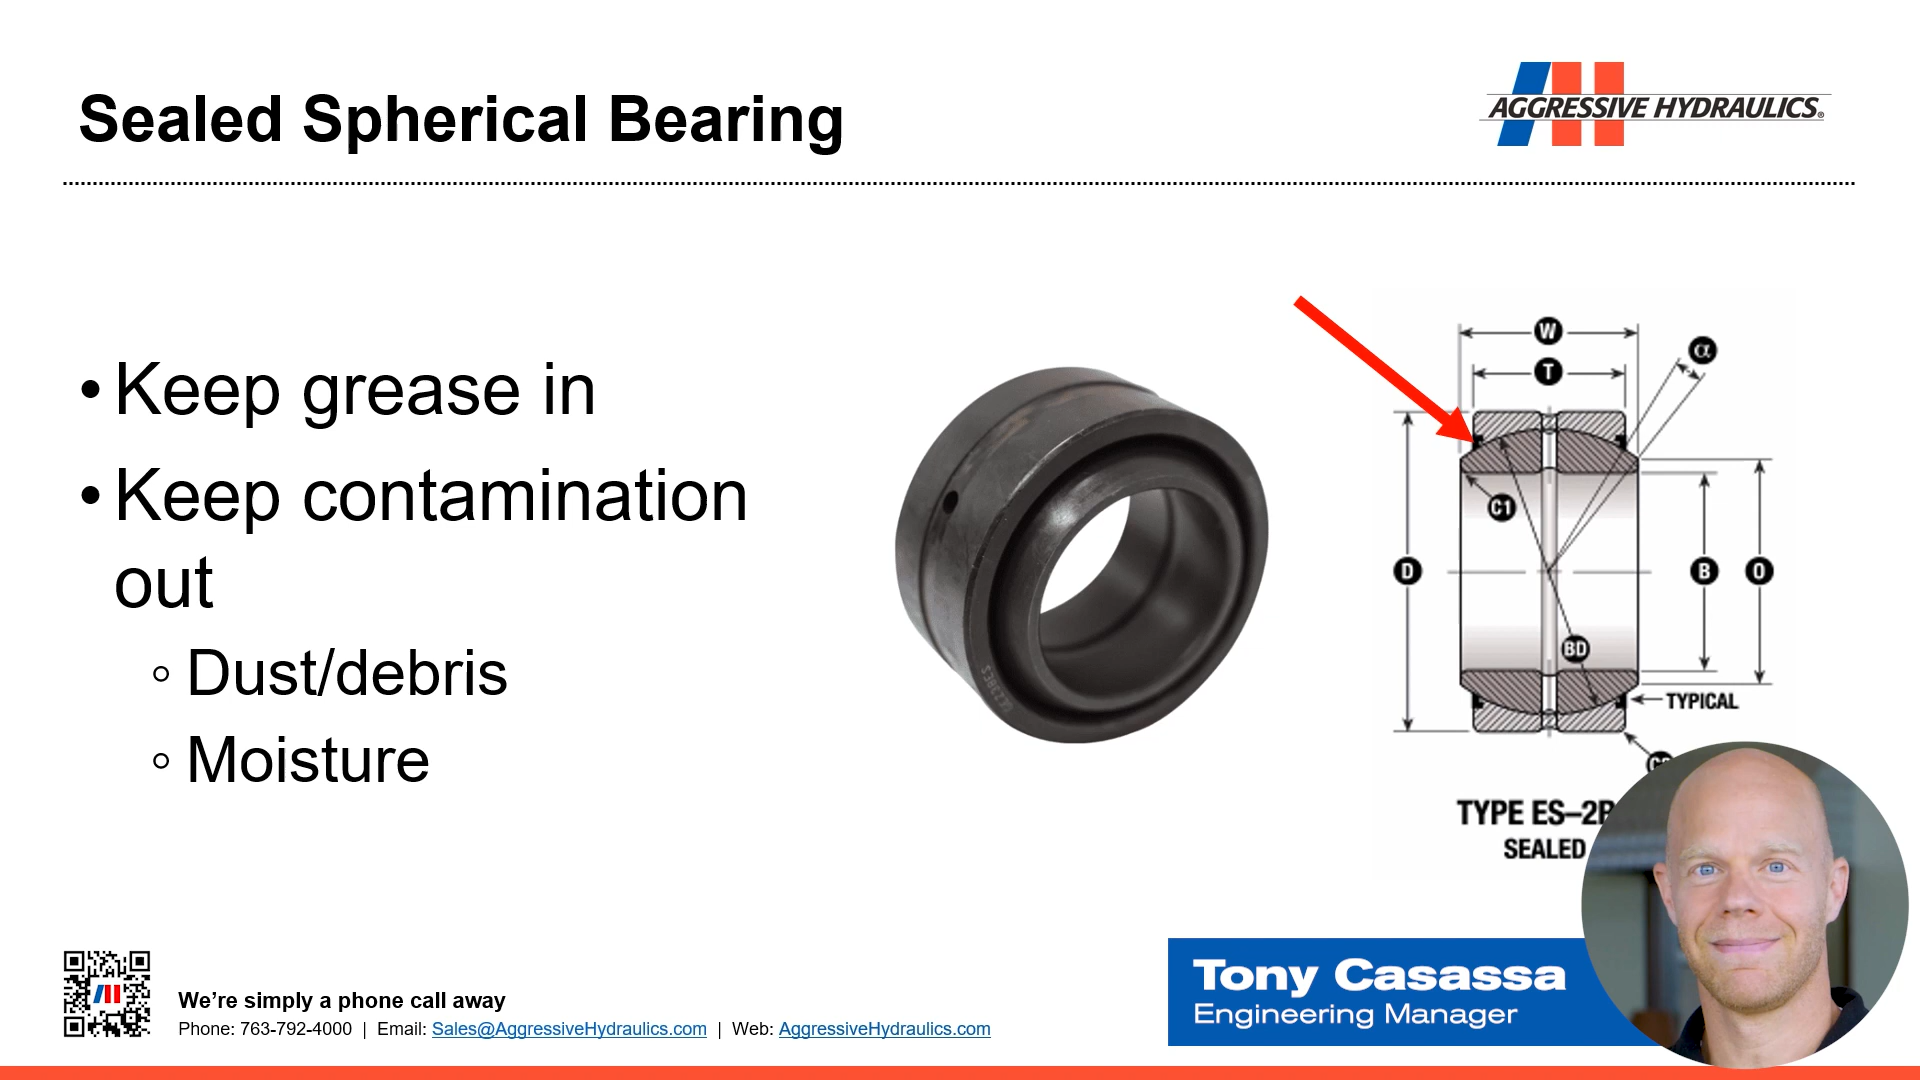 Sealed Spherical Bearing
AGGRESSIVE HYDRAULICS®
• Keep grease in
• Keep contamination
out
◦ Dust/debris
◦ Moisture
W
α
T
C1
D
B
O
BD
TYPICAL
TYPE ES–2R
SEALED
We’re simply a phone call away
Phone: 763-792-4000 | Email: Sales@AggressiveHydraulics.com | Web: AggressiveHydraulics.com
Tony Casassa
Engineering Manager